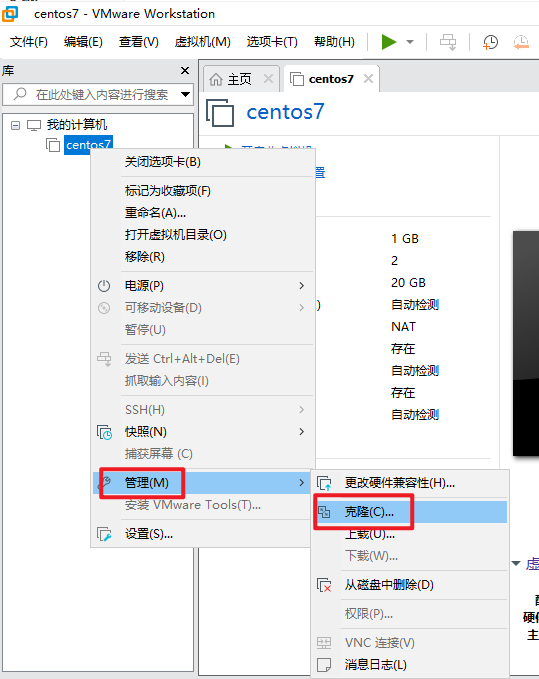 centos7 - VMware Workstation
文件(F) 编辑(E) 查看(V) 虚拟机(M) 选项卡(T) 帮助(H)
库
在此处键入内容进行搜索
主页
centos7
我的计算机
centos7
centos7
关闭选项卡(B)
标记为收藏项(F)
重命名(A)...
打开虚拟机目录(O)
移除(R)
电源(P)
可移动设备(D)
暂停(U)
发送 Ctrl+Alt+Del(E)
抓取输入内容(I)
SSH(H)
快照(N)
捕获屏幕 (C)
管理(M)
安装 VMware Tools(T)...
设置(S)...
置
1 GB
2
20 GB
自动检测
NAT
存在
自动检测
存在
自动检测
更改硬件兼容性(H)...
克隆(C)...
上载(U)...
下载(W)...
从磁盘中删除(D)
权限(P)...
VNC 连接(V)
消息日志(L)
虚
硬件
主